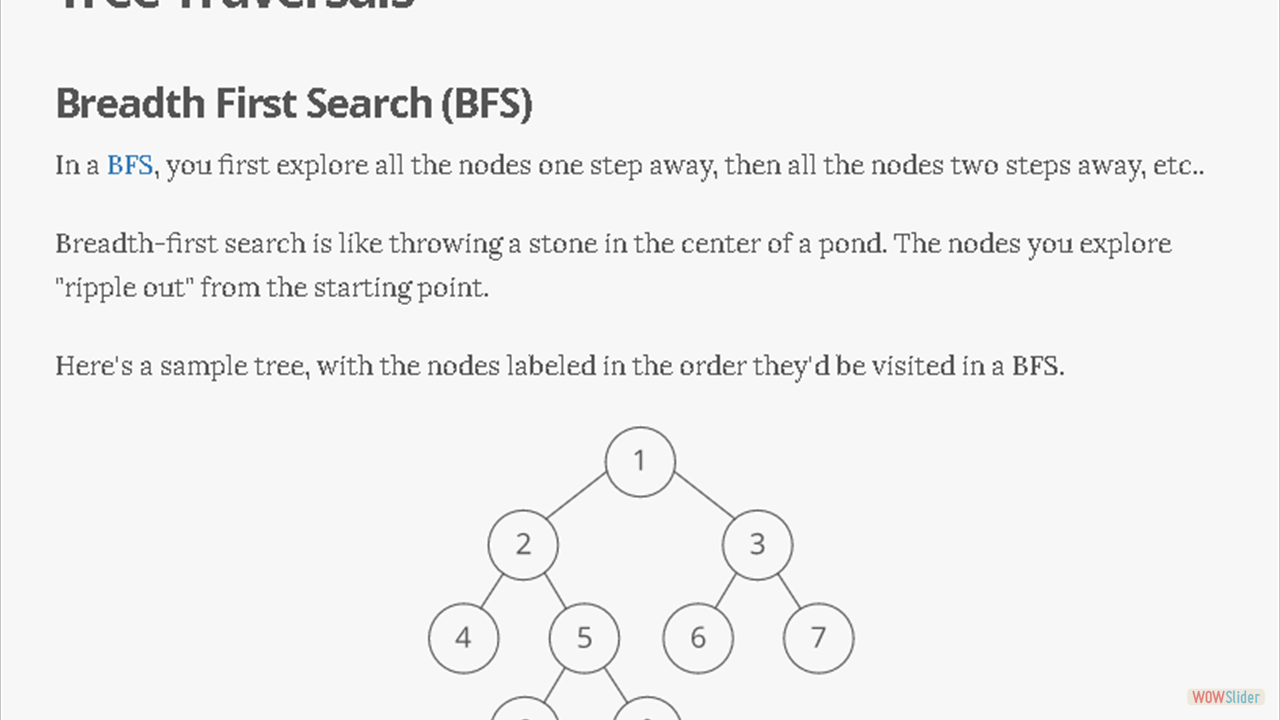 Tree Traversals
Breadth First Search (BFS)
In a BFS, you first explore all the nodes one step away, then all the nodes two steps away, etc..
Breadth-first search is like throwing a stone in the center of a pond. The nodes you explore
"ripple out" from the starting point.
Here's a sample tree, with the nodes labeled in the order they'd be visited in a BFS.
1
2 3
4 5 6 7
WOWSlider